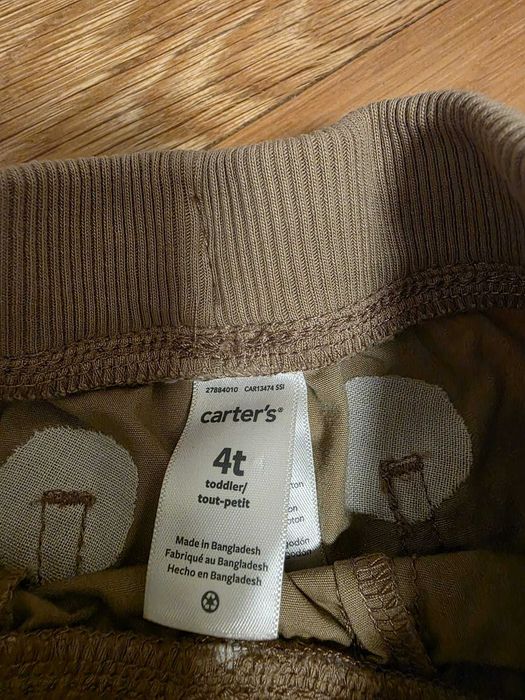 27884010 CAR13474 SSI
carter's®
4t
toddler/
tout-petit
Made in Bangladesh
Fabriqué au Bangladesh
Hecho en Bangladesh